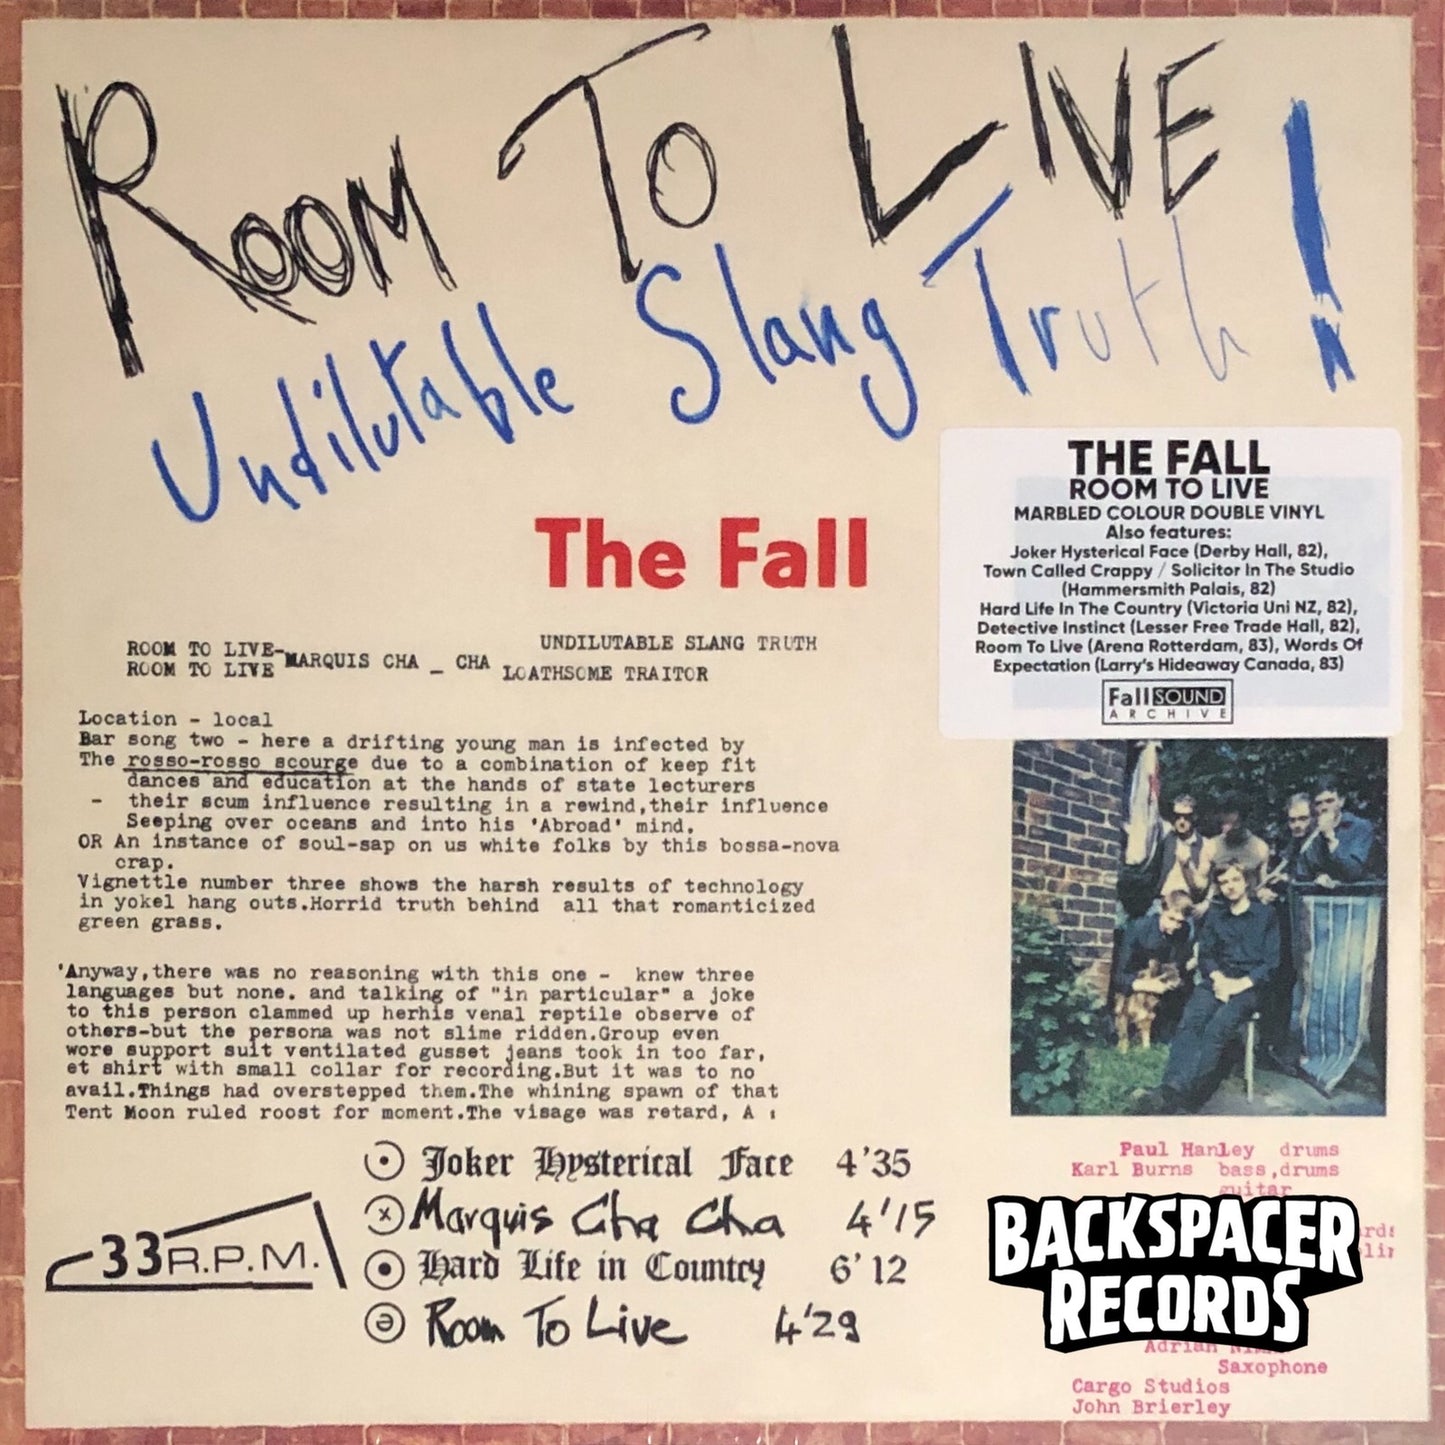 ROOM TO LIVE
Undilutable Slang Truth!
The Fall
THE FALL
ROOM TO LIVE
MARBLED COLOUR DOUBLE VINYL
Also features:
Joker Hysterical Face (Derby Hall, 82),
Town Called Crappy / Solicitor In The Studio
(Hammersmith Palais, 82)
Hard Life In The Country (Victoria Uni NZ, 82),
Detective Instinct (Lesser Free Trade Hall, 82),
Room To Live (Arena Rotterdam, 83), Words Of
Expectation (Larry's Hideaway Canada, 83)
Fall SOUND
ARCHIVE
ROOM TO LIVE- UNDILUTABLE SLANG TRUTH
ROOM TO LIVE MARQUIS CHA _ CHA LOATHSOME TRAITOR
Location - local
Bar song two - here a drifting young man is infected by
The rosso-rosso scourge due to a combination of keep fit
dances and education at the hands of state lecturers
- their scum influence resulting in a rewind,their influence
Seeping over oceans and into his 'Abroad' mind.
OR An instance of soul-sap on us white folks by this bossa-nova
crap.
Vignettle number three shows the harsh results of technology
in yokel hang outs.Horrid truth behind all that romanticized
green grass.
'Anyway,there was no reasoning with this one - knew three
languages but none. and talking of "in particular" a joke
to this person clammed up herhis venal reptile observe of
others-but the persona was not slime ridden.Group even
wore support suit ventilated gusset jeans took in too far,
et shirt with small collar for recording.But it was to no
avail.Things had overstepped them.The whining spawn of that
Tent Moon ruled roost for moment.The visage was retard, A :
33 R.P.M.
Joker Hysterical Face 4'35
x Marquis Cha Cha 4'15
Hard Life in Country 6'12
ə Room To Live 4'29
Paul Hanley drums
Karl Burns bass,drums
guitar
BACKSPACER
RECORDS
Adrian
Saxophone
Cargo Studios
John Brierley